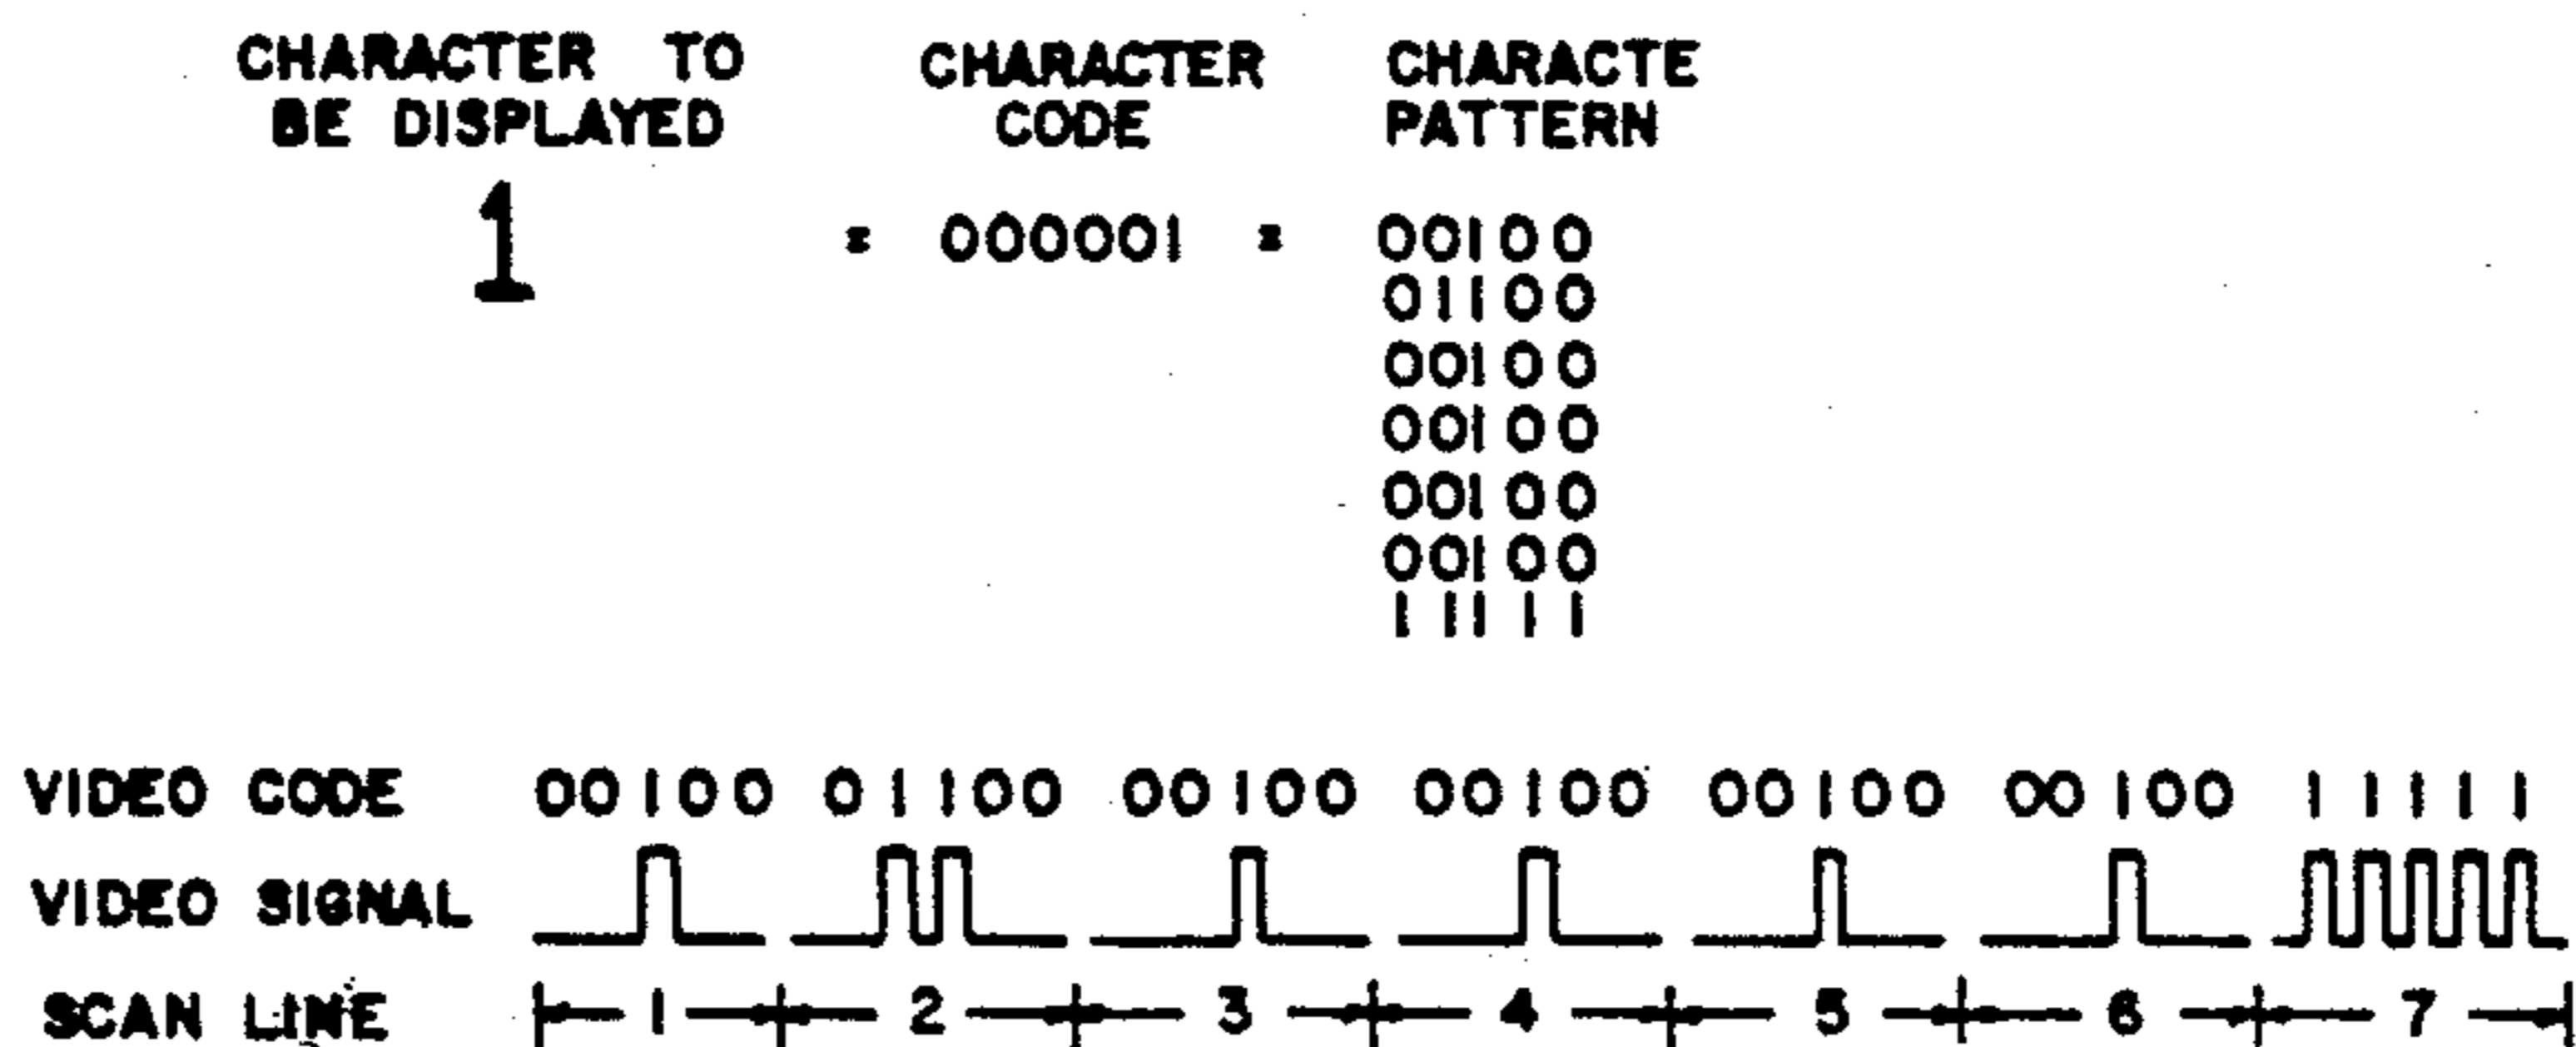 CHARACTER TO BE DISPLAYED
CHARACTER CODE
CHARACTE PATTERN
1 = 000001 = 00100
01100
00100
00100
00100
00100
11111
VIDEO CODE 00100 01100 00100 00100 00100 00100 11111
VIDEO SIGNAL
SCAN LINE 1 2 3 4 5 6 7